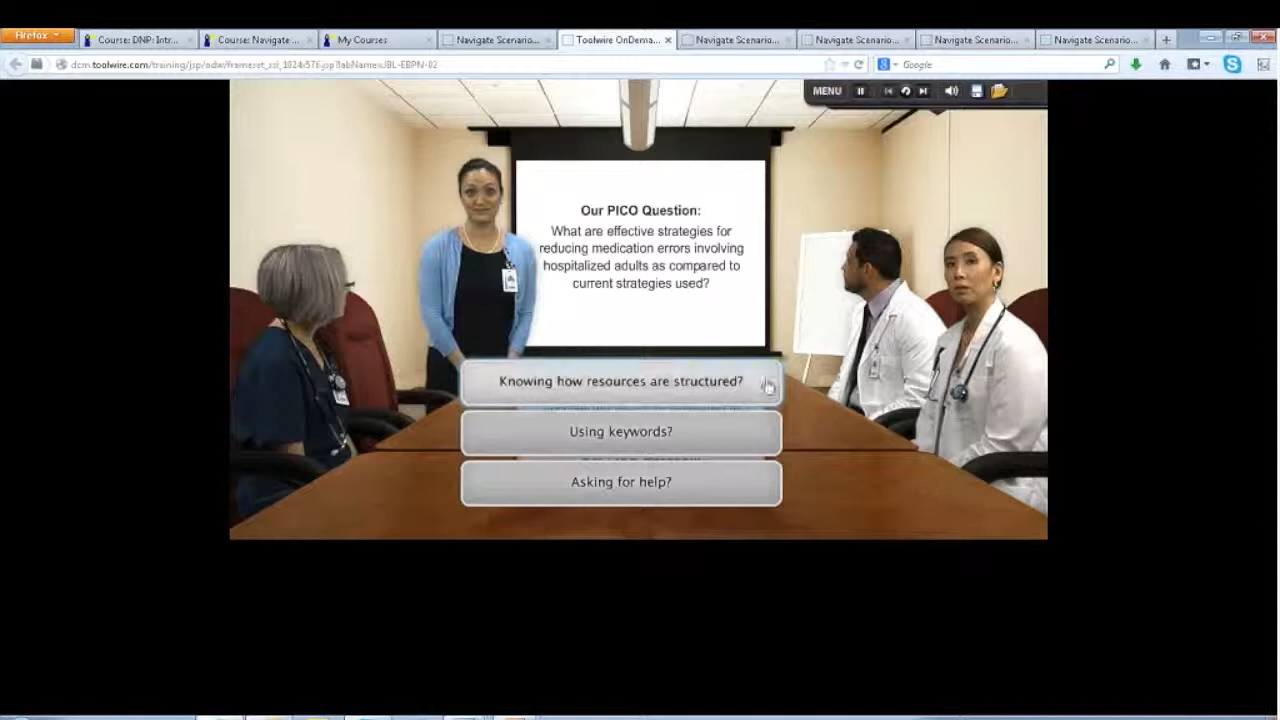 Firefox
Course: DNP: Intr...
Course: Navigate ...
My Courses
Navigate Scenario...
Toolwire OnDema...
Navigate Scenario...
Navigate Scenario...
Navigate Scenario...
Navigate Scenario...
Google
MENU
Our PICO Question:
What are effective strategies for
reducing medication errors involving
hospitalized adults as compared to
current strategies used?
Knowing how resources are structured?
Using keywords?
Asking for help?